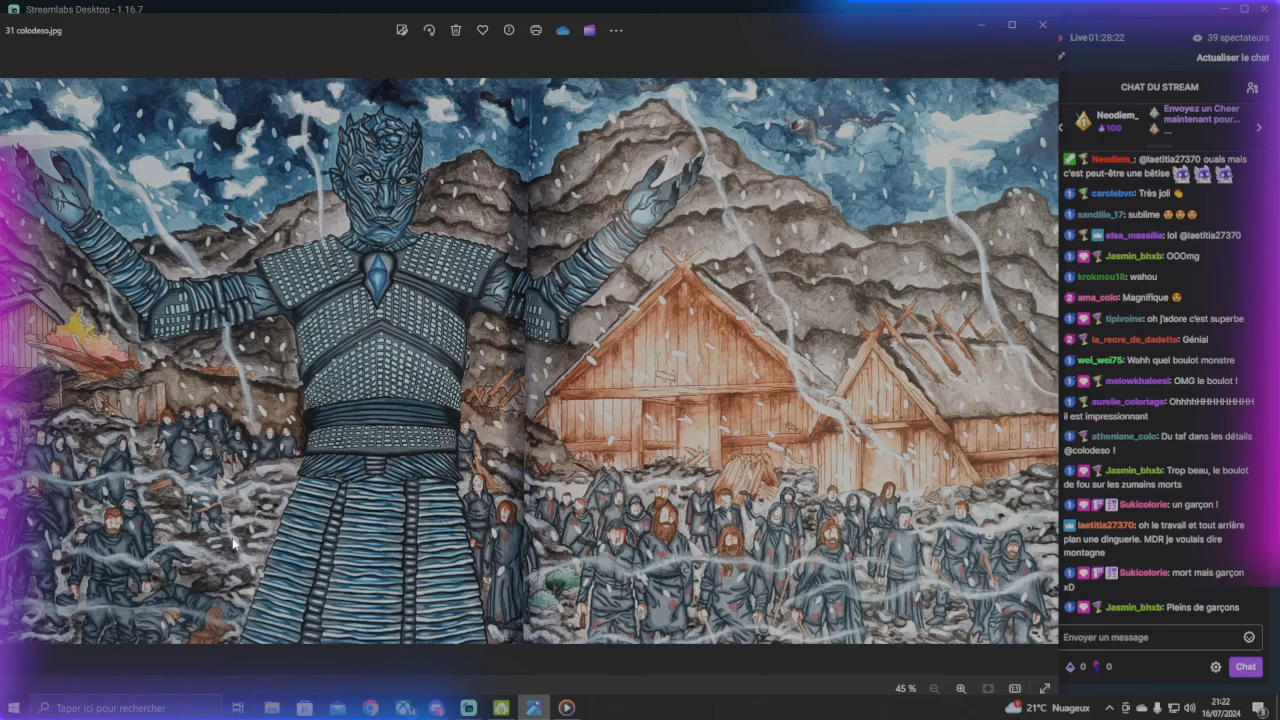 Streamlabs Desktop - 1.16.7
31 colodeso.jpg
Live 01:28:22
39 spectateurs
Actualiser le chat
CHAT DU STREAM
1
Neodiem_
100
Envoyez un Cheer
maintenant pour...
...
Neodiem_: @laetitia27370 ouais mais
c'est peut-être une bêtise
carolebvn: Très joli
sandille_17: sublime
elsa_massilia: lol @laetitia27370
Jasmin_bhxb: OOOmg
krokmou18: wahou
ama_colo: Magnifique
tipivoine: oh j'adore c'est superbe
la_recre_de_dadette: Génial
wei_wei75: Wahh quel boulot monstre
melowkhaleesi: OMG le boulot !
aurelie_coloriage: OhhhhHHHHHHHHH
il est impressionnant
atheniane_colo: Du taf dans les détails
@colodeso !
Jasmin_bhxb: Trop beau, le boulot
de fou sur les zumains morts
Sukicolorie: un garçon !
laetitia27370: oh le travail et tout arrière
plan une dinguerie. MDR je voulais dire
montagne
Sukicolorie: mort mais garçon
xD
Jasmin_bhxb: Pleins de garçons
Envoyer un message
0 0
Chat
45 %
Taper ici pour rechercher
21°C Nuageux
21:22
16/07/2024
3